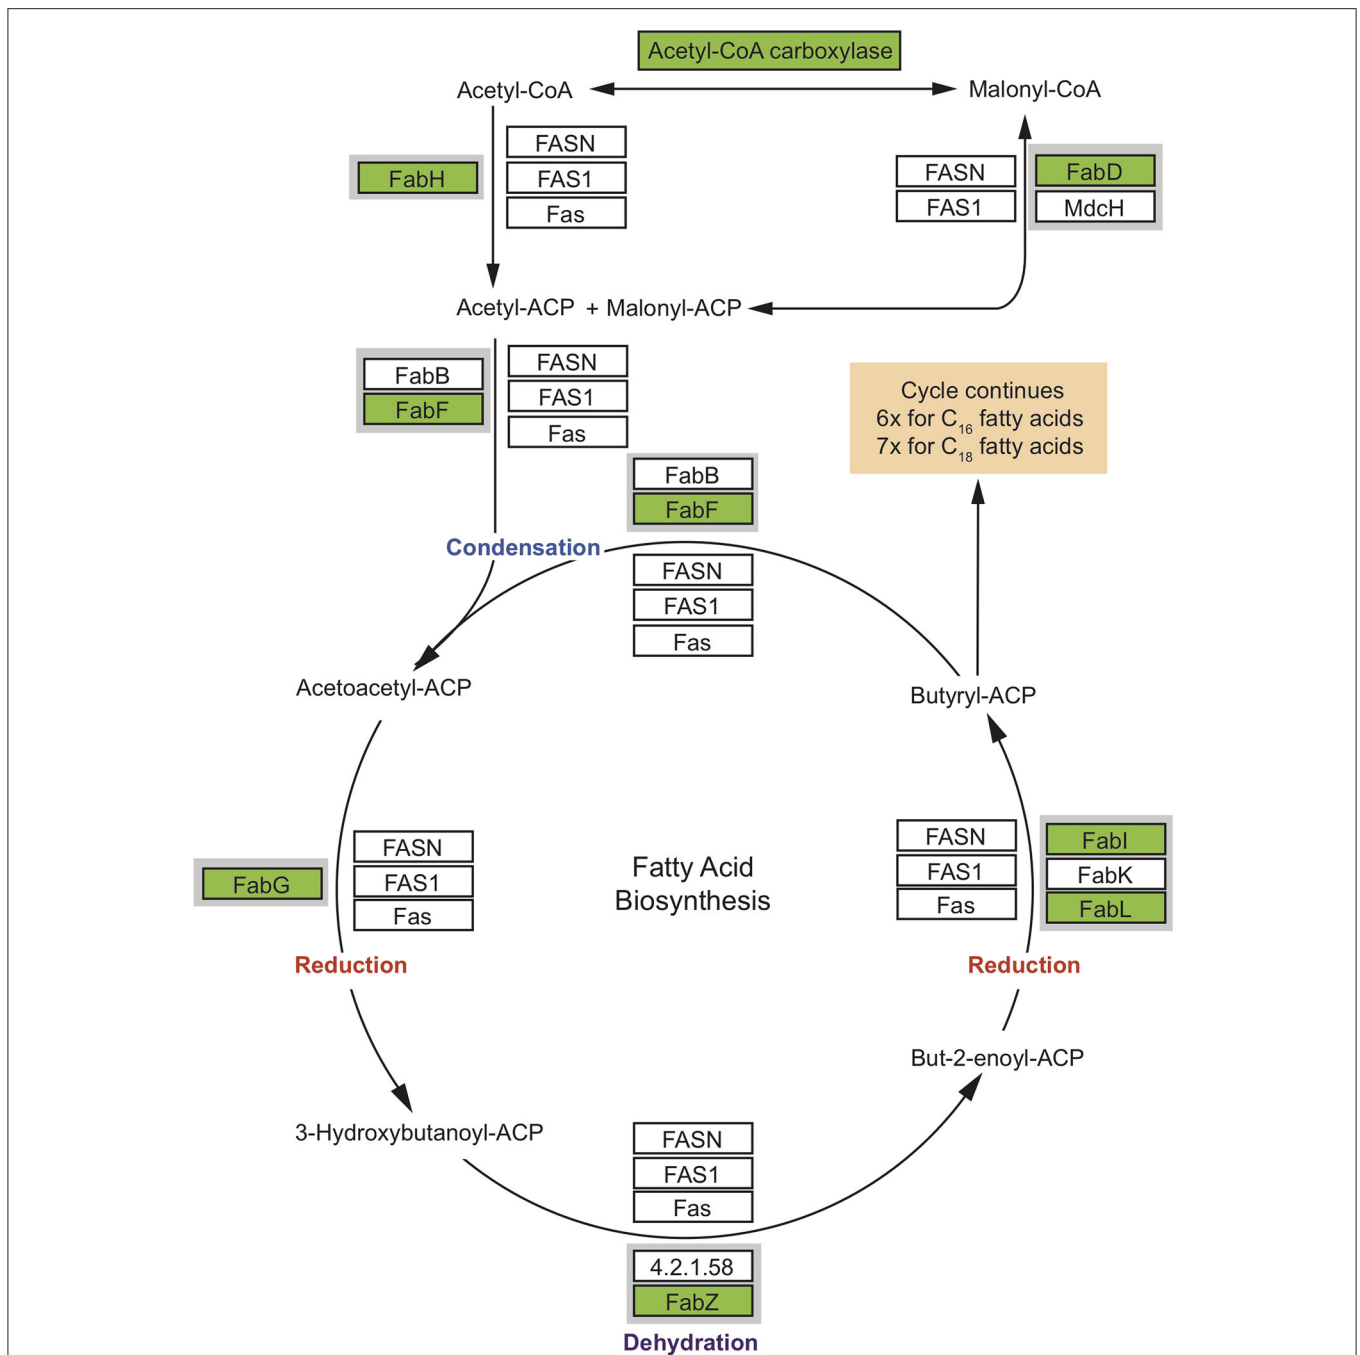 Acetyl-CoA carboxylase
Acetyl-CoA
Malonyl-CoA
FASN
FabH
FAS1
Fas
FASN
FAS1
FabD
MdcH
Acetyl-ACP + Malonyl-ACP
FabB
FabF
FASN
FAS1
Fas
Cycle continues
6x for C16 fatty acids
7x for C18 fatty acids
FabB
FabF
Condensation
FASN
FAS1
Fas
Acetoacetyl-ACP
Butyryl-ACP
FabG
FASN
FAS1
Fas
Fatty Acid
Biosynthesis
FASN
FAS1
Fas
FabI
FabK
FabL
Reduction
Reduction
But-2-enoyl-ACP
3-Hydroxybutanoyl-ACP
FASN
FAS1
Fas
4.2.1.58
FabZ
Dehydration